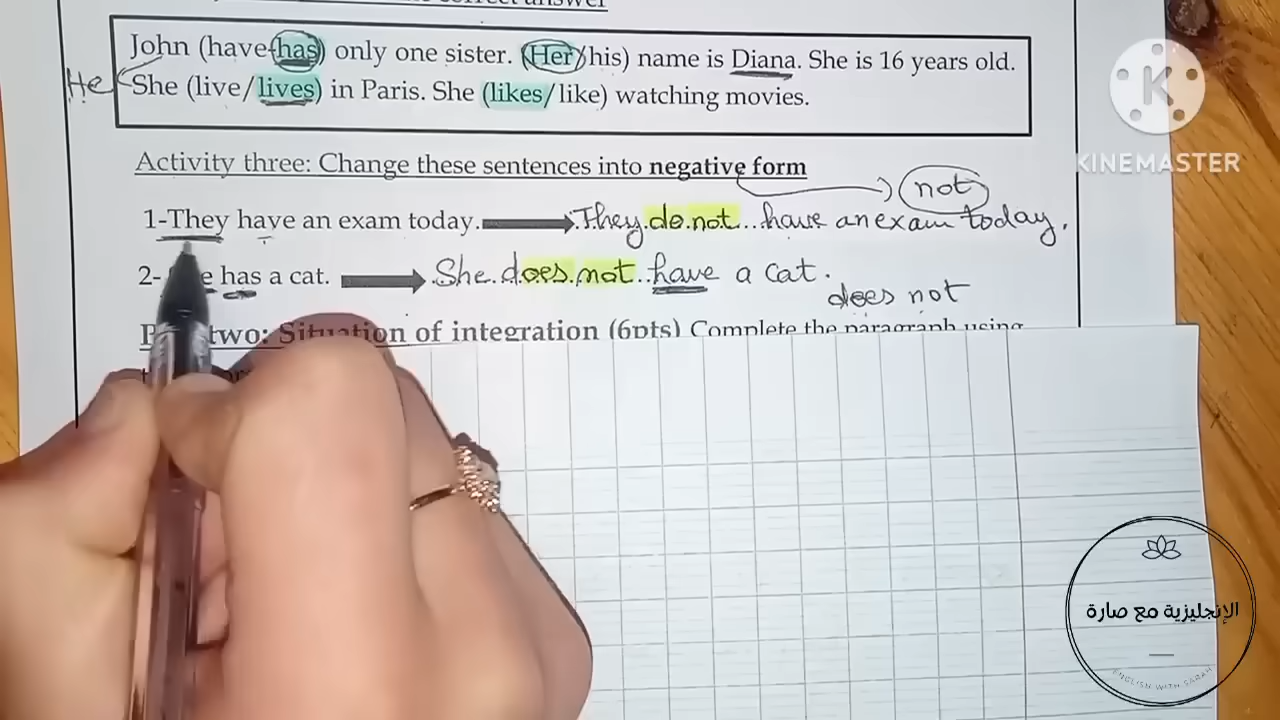 John (have/has) only one sister. (Her/his) name is Diana. She is 16 years old.
He
She (live/lives) in Paris. She (likes/like) watching movies.
Activity three: Change these sentences into negative form
not
1-They have an exam today. They do not have an exam today.
2- has a cat. She does not have a cat.
does not
two: Situation of integration (6pts) Complete the paragraph using
KINEMASTER
الإنجليزية مع صارة
ENGLISH WITH SARAH